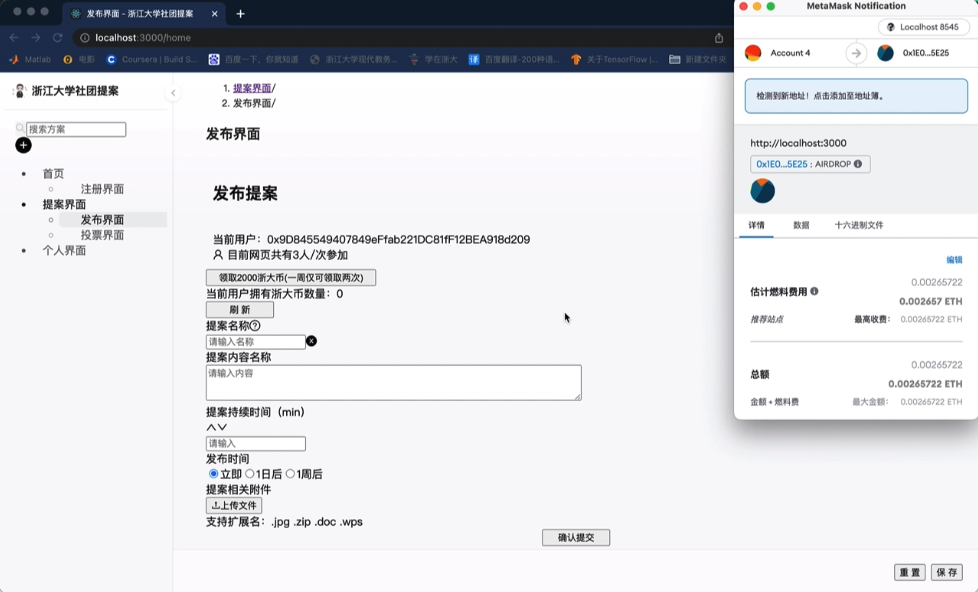 发布界面 - 浙江大学社团提案
localhost:3000/home
Matlab 电影 Coursera | Build S... 百度一下，你就知道 浙江大学现代教务... 学在浙大 百度翻译-200种语... 关于TensorFlow |... 新建文件夹
浙江大学社团提案
搜索方案
首页
注册界面
提案界面
发布界面
投票界面
个人界面
1. 提案界面/
2. 发布界面/
发布界面
发布提案
当前用户：0x9D845549407849eFfab221DC81fF12BEA918d209
目前网页共有3人/次参加
领取2000浙大币(一周仅可领取两次)
当前用户拥有浙大币数量：0
刷 新
提案名称
请输入名称
提案内容名称
请输入内容
提案持续时间（min）
请输入
发布时间
立即 1日后 1周后
提案相关附件
上传文件
支持扩展名：.jpg .zip .doc .wps
确认提交
重 置 保 存
MetaMask Notification
Localhost 8545
Account 4 0x1E0...5E25
检测到新地址！点击添加至地址簿。
http://localhost:3000
0x1E0...5E25 : AIRDROP
详情 数据 十六进制文件
编辑
0.00265722
估计燃料费用 0.002657 ETH
推荐站点 最高收费： 0.00265722 ETH
0.00265722
总额
0.00265722 ETH
金额 + 燃料费 最大金额： 0.00265722 ETH